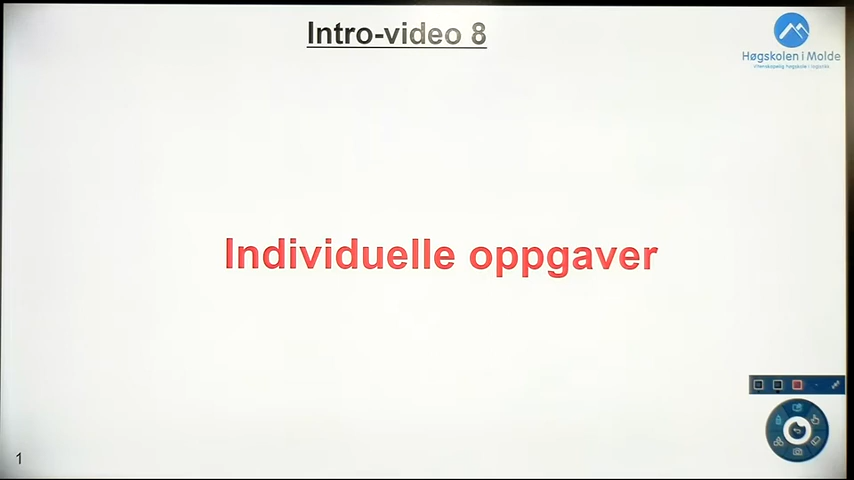 Intro-video 8
Høgskolen i Molde
Vitenskapelig høgskole i logistikk
Individuelle oppgaver
1